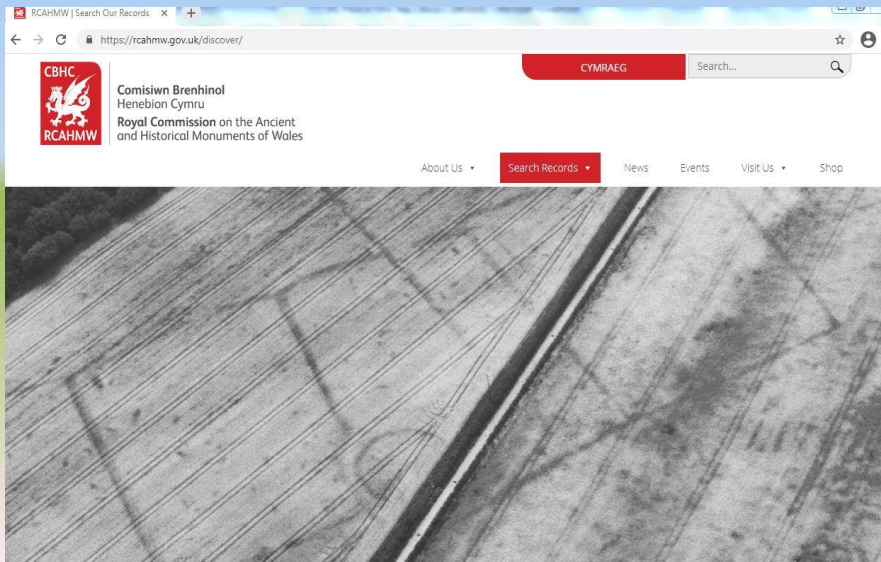 RCAHMW | Search Our Records
https://rcahmw.gov.uk/discover/
CYMRAEG
Search...
CBHC
RCAHMW
Comisiwn Brenhinol
Henebion Cymru
Royal Commission on the Ancient
and Historical Monuments of Wales
About Us
Search Records
News
Events
Visit Us
Shop